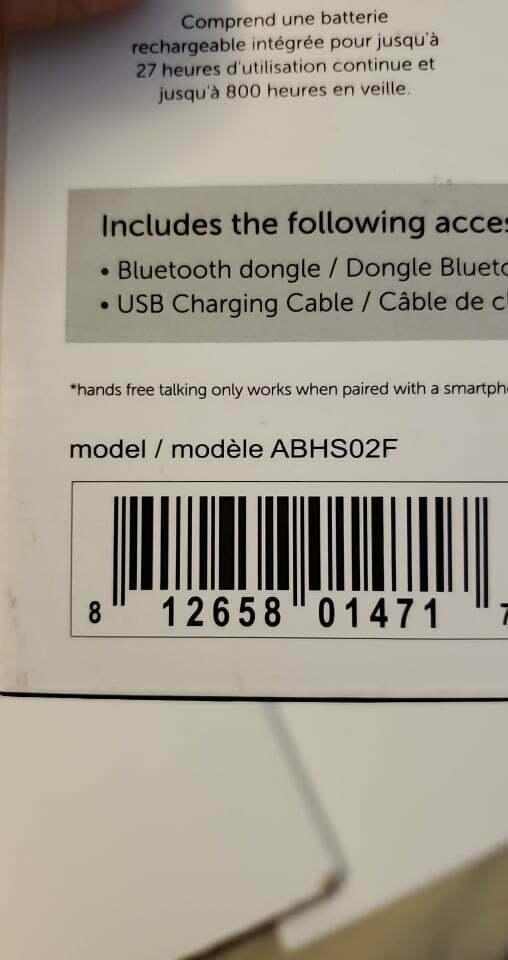 Comprend une batterie
rechargeable intégrée pour jusqu'à
27 heures d'utilisation continue et
jusqu'à 800 heures en veille.
Includes the following acces
• Bluetooth dongle / Dongle Blueto
• USB Charging Cable / Câble de c
*hands free talking only works when paired with a smartph
model / modèle ABHS02F
8 12658 01471 7